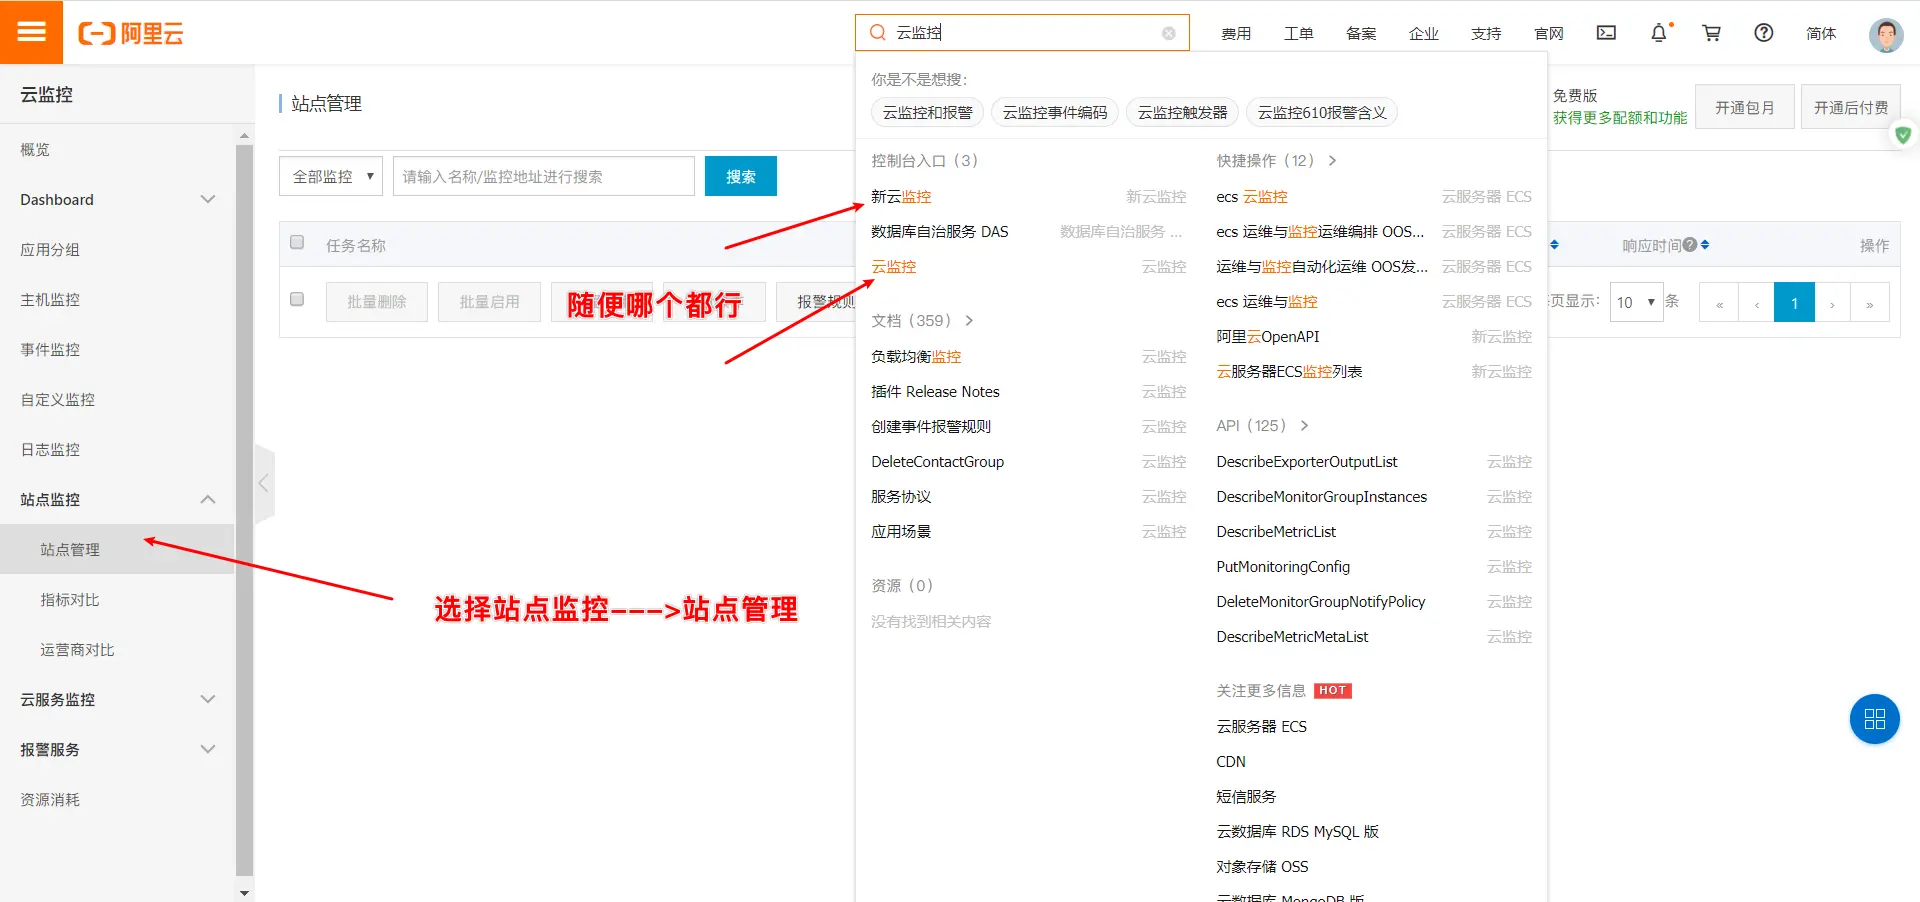 阿里云
云监控
费用
工单
备案
企业
支持
官网
简体
云监控
概览
Dashboard
应用分组
主机监控
事件监控
自定义监控
日志监控
站点监控
站点管理
指标对比
运营商对比
云服务监控
报警服务
资源消耗
站点管理
免费版
获得更多配额和功能
开通包月
开通后付费
全部监控
请输入名称/监控地址进行搜索
搜索
任务名称
响应时间
操作
批量删除
批量启用
报警规则
页显示:
10
条
«
‹
1
›
»
随便哪个都行
选择站点监控--->站点管理
你是不是想搜:
云监控和报警
云监控事件编码
云监控触发器
云监控610报警含义
控制台入口（3）
新云监控 新云监控
数据库自治服务 DAS 数据库自治服务 ...
云监控 云监控
文档（359）
负载均衡监控 云监控
插件 Release Notes 云监控
创建事件报警规则 云监控
DeleteContactGroup 云监控
服务协议 云监控
应用场景 云监控
资源（0）
没有找到相关内容
快捷操作（12）
ecs 云监控 云服务器 ECS
ecs 运维与监控运维编排 OOS... 云服务器 ECS
运维与监控自动化运维 OOS发... 云服务器 ECS
ecs 运维与监控 云服务器 ECS
阿里云OpenAPI 新云监控
云服务器ECS监控列表 新云监控
API（125）
DescribeExporterOutputList 云监控
DescribeMonitorGroupInstances 云监控
DescribeMetricList 云监控
PutMonitoringConfig 云监控
DeleteMonitorGroupNotifyPolicy 云监控
DescribeMetricMetaList 云监控
关注更多信息 HOT
云服务器 ECS
CDN
短信服务
云数据库 RDS MySQL 版
对象存储 OSS
云数据库 MongoDB 版